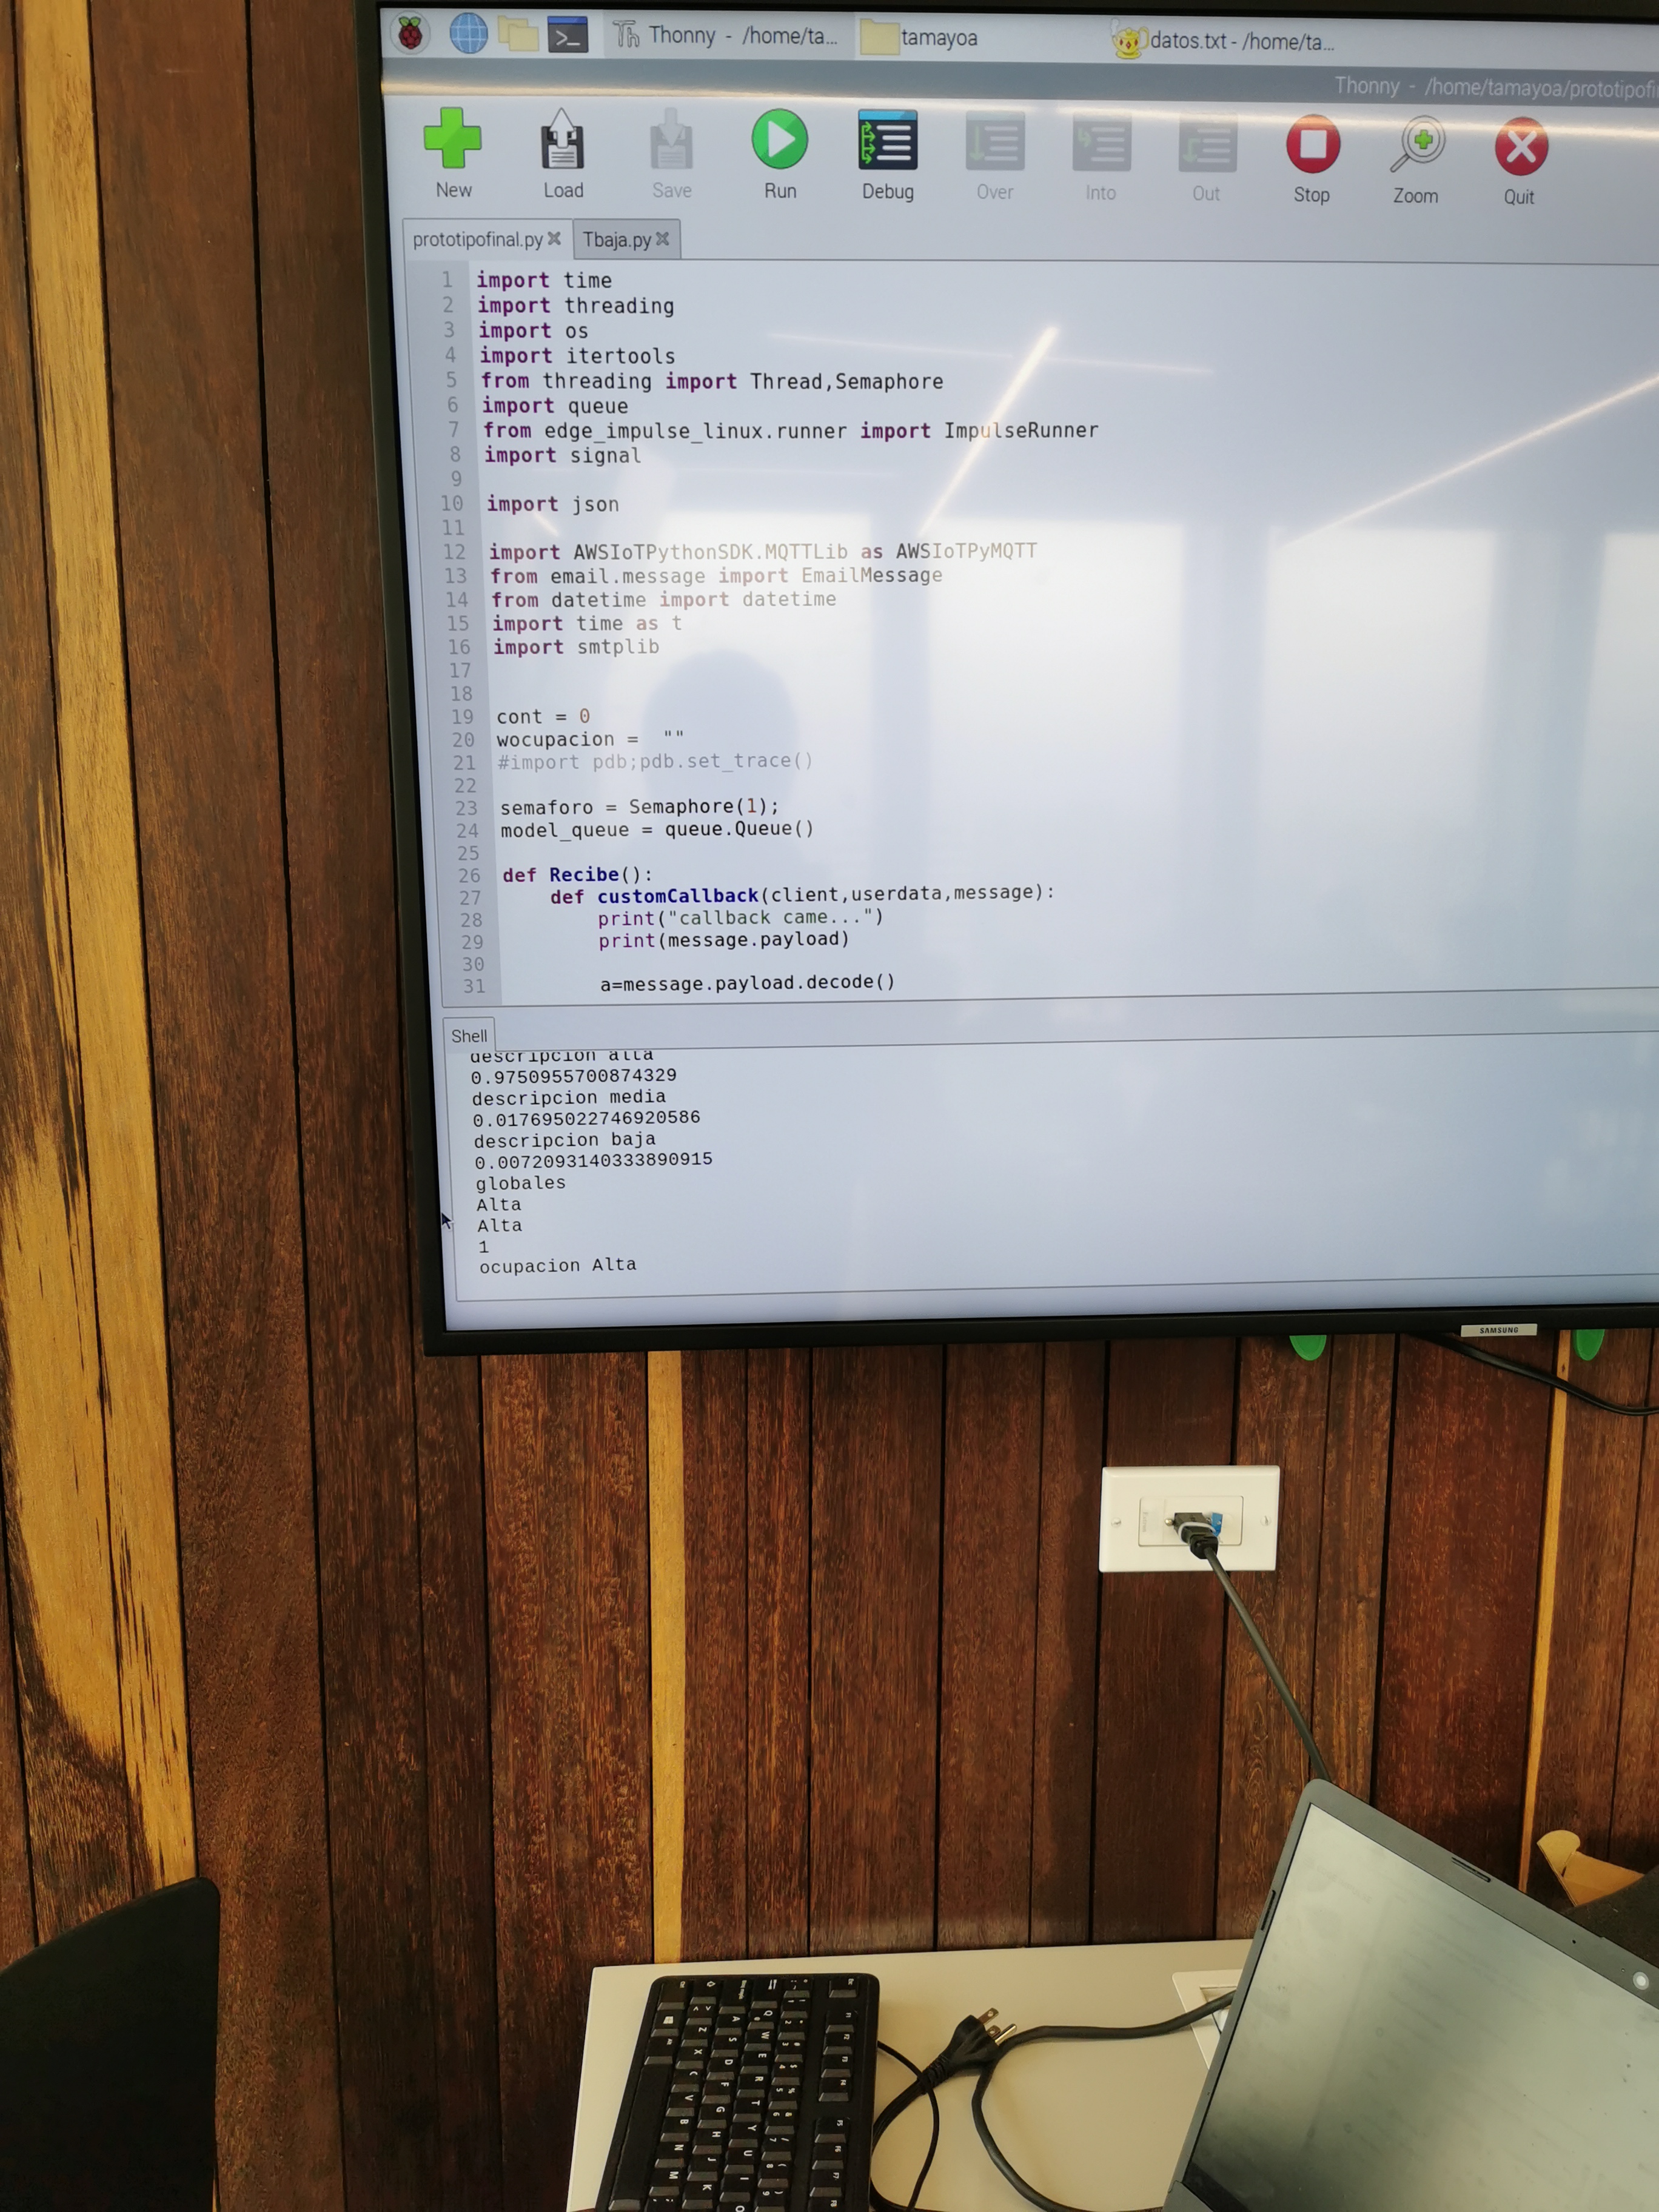 Thonny - /home/ta...
tamayoa
datos.txt - /home/ta...
Thonny - /home/tamayoa/prototipofi
New
Load
Save
Run
Debug
Over
Into
Out
Stop
Zoom
Quit
prototipofinal.py
Tbaja.py
1 import time
2 import threading
3 import os
4 import itertools
5 from threading import Thread,Semaphore
6 import queue
7 from edge_impulse_linux.runner import ImpulseRunner
8 import signal
9
10 import json
11
12 import AWSIoTPythonSDK.MQTTLib as AWSIoTPyMQTT
13 from email.message import EmailMessage
14 from datetime import datetime
15 import time as t
16 import smtplib
17
18
19 cont = 0
20 wocupacion =  ""
21 #import pdb;pdb.set_trace()
22
23 semaforo = Semaphore(1);
24 model_queue = queue.Queue()
25
26 def Recibe():
27     def customCallback(client,userdata,message):
28         print("callback came...")
29         print(message.payload)
30
31         a=message.payload.decode()
Shell
descripcion alta
0.9750955700874329
descripcion media
0.017695022746920586
descripcion baja
0.0072093140333890915
globales
Alta
Alta
1
ocupacion Alta
SAMSUNG